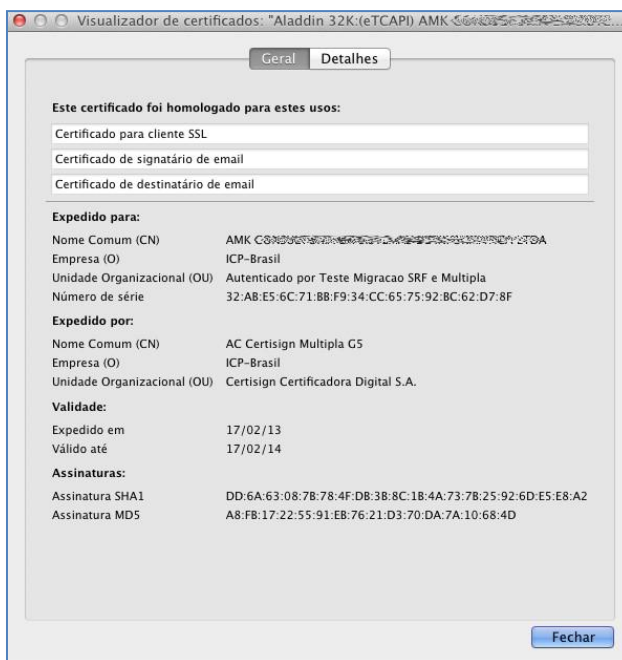 Visualizador de certificados: "Aladdin 32K:(eTCAPI) AMK
Geral Detalhes
Este certificado foi homologado para estes usos:
Certificado para cliente SSL
Certificado de signatário de email
Certificado de destinatário de email
Expedido para:
Nome Comum (CN) AMK
Empresa (O) ICP-Brasil
Unidade Organizacional (OU) Autenticado por Teste Migracao SRF e Multipla
Número de série 32:AB:E5:6C:71:BB:F9:34:CC:65:75:92:BC:62:D7:8F
Expedido por:
Nome Comum (CN) AC Certisign Multipla G5
Empresa (O) ICP-Brasil
Unidade Organizacional (OU) Certisign Certificadora Digital S.A.
Validade:
Expedido em 17/02/13
Válido até 17/02/14
Assinaturas:
Assinatura SHA1 DD:6A:63:08:7B:78:4F:DB:3B:8C:1B:4A:73:7B:25:92:6D:E5:E8:A2
Assinatura MD5 A8:FB:17:22:55:91:EB:76:21:D3:70:DA:7A:10:68:4D
Fechar